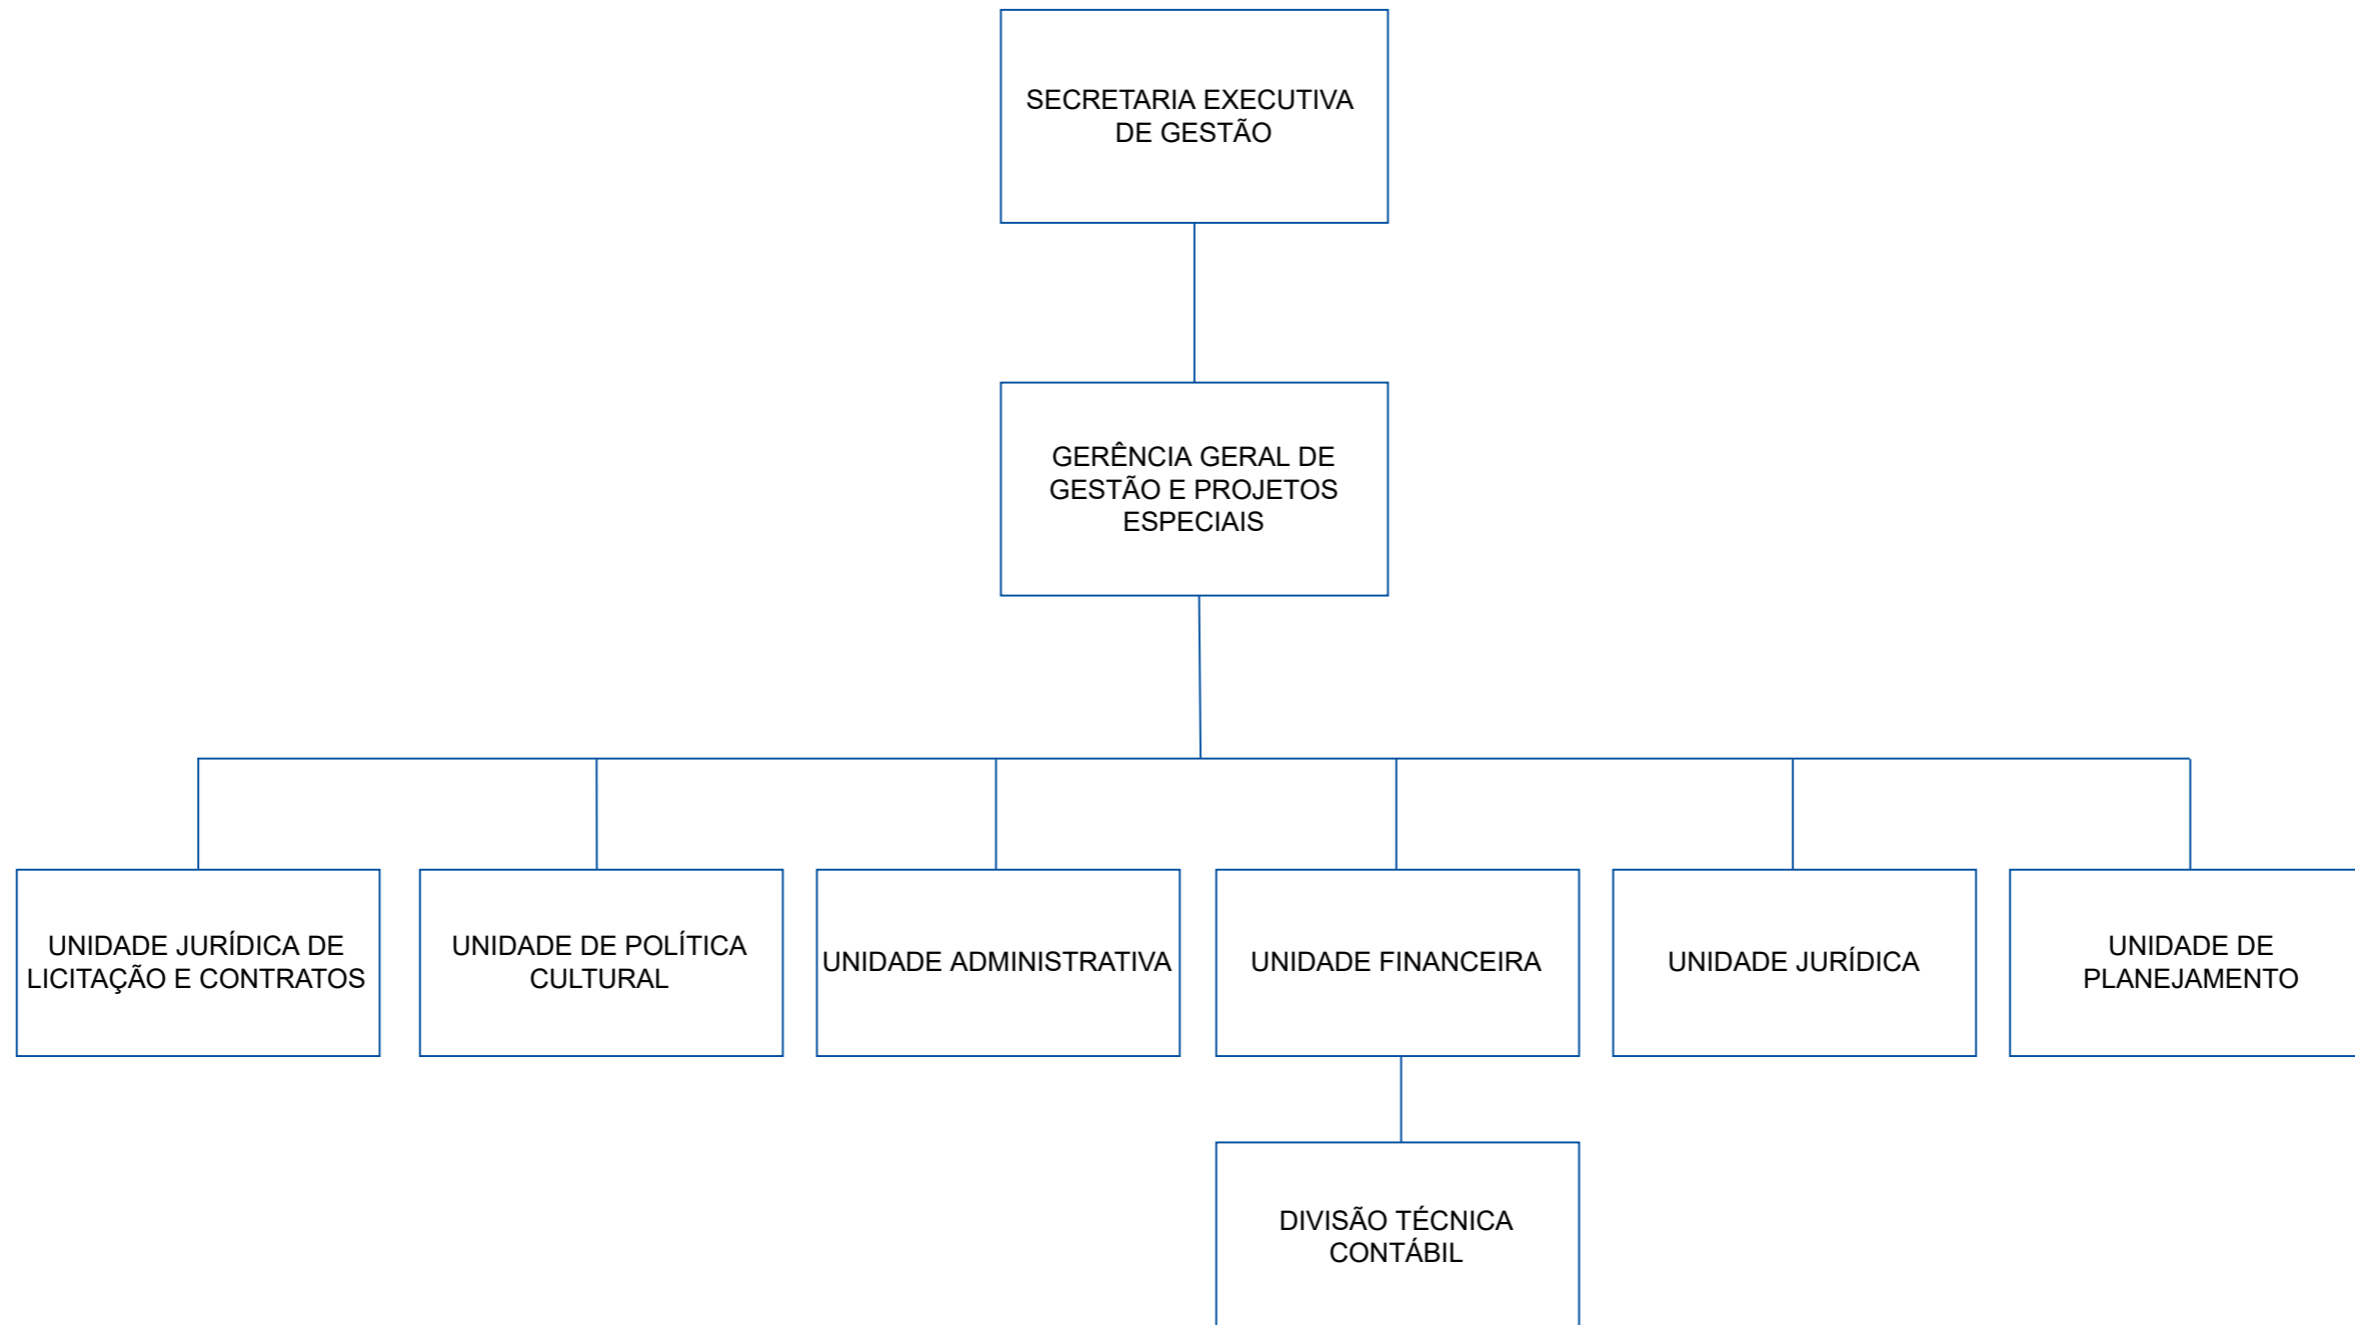 SECRETARIA EXECUTIVA
DE GESTÃO
GERÊNCIA GERAL DE
GESTÃO E PROJETOS
ESPECIAIS
UNIDADE JURÍDICA DE
LICITAÇÃO E CONTRATOS
UNIDADE DE POLÍTICA
CULTURAL
UNIDADE ADMINISTRATIVA
UNIDADE FINANCEIRA
UNIDADE JURÍDICA
UNIDADE DE
PLANEJAMENTO
DIVISÃO TÉCNICA
CONTÁBIL